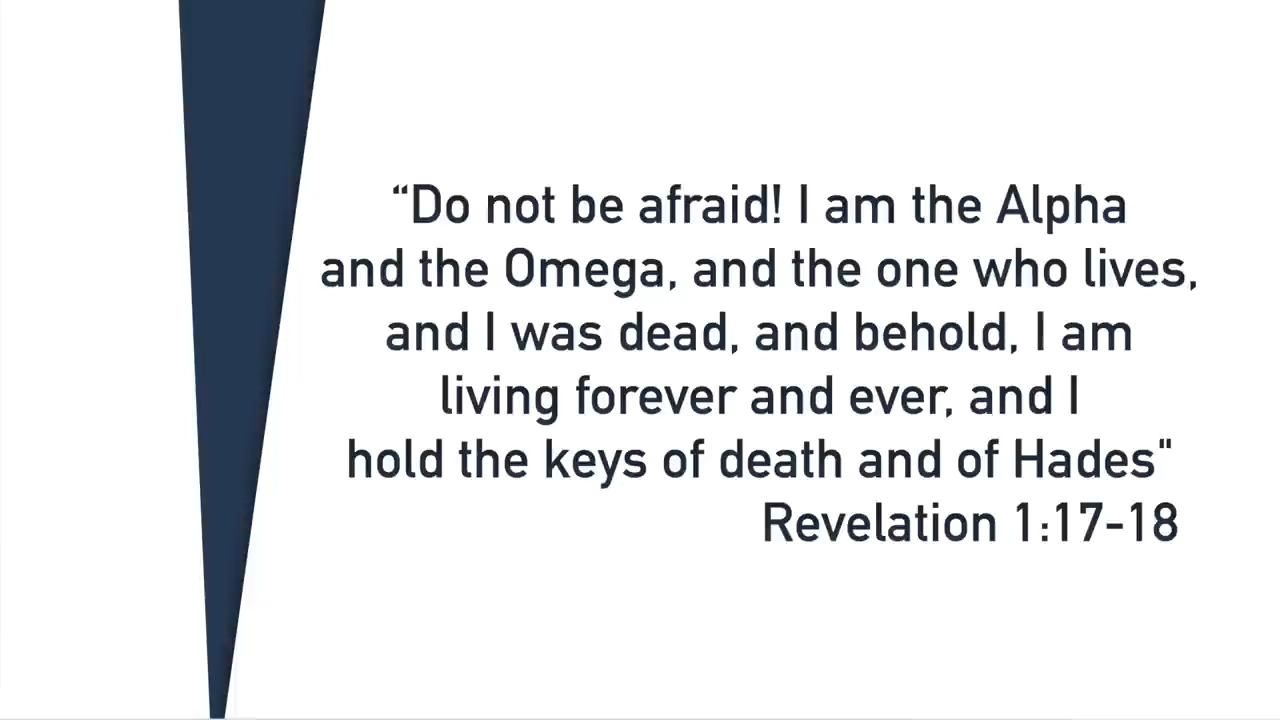 “Do not be afraid! I am the Alpha
and the Omega, and the one who lives,
and I was dead, and behold, I am
living forever and ever, and I
hold the keys of death and of Hades"
Revelation 1:17-18